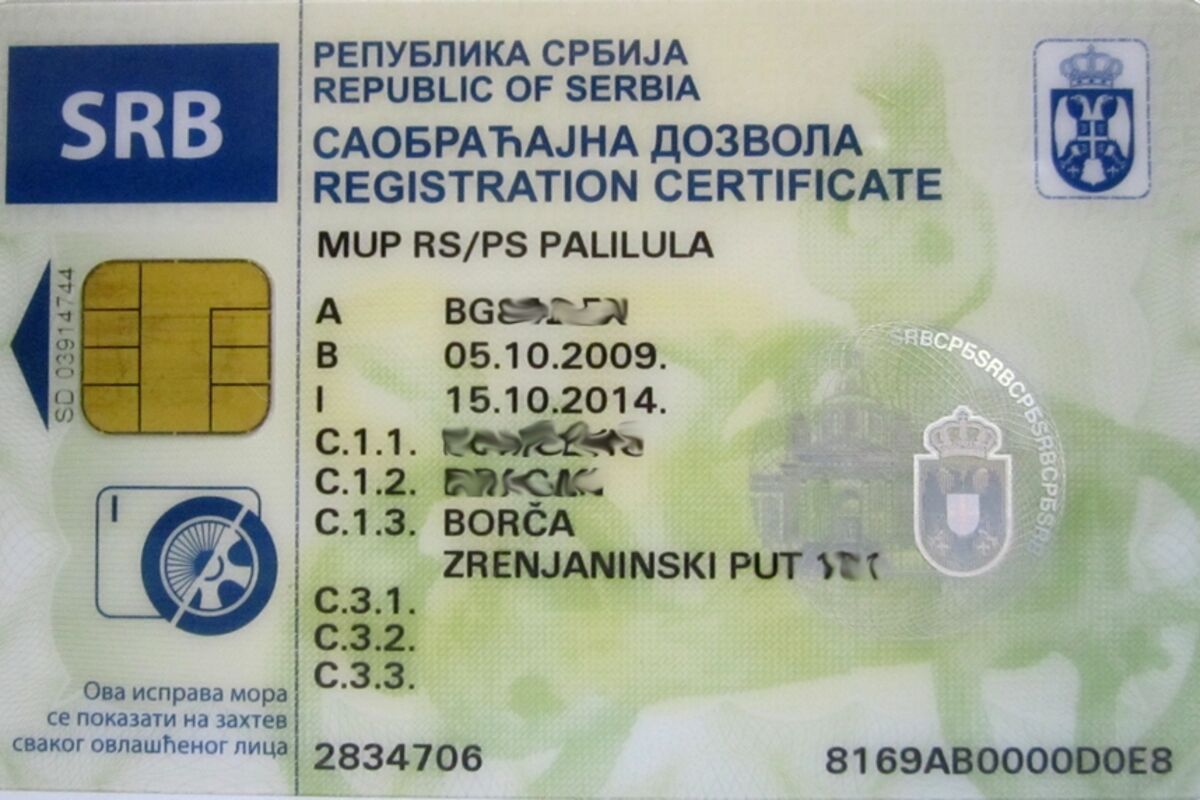 SRB
РЕПУБЛИКА СРБИЈА
REPUBLIC OF SERBIA
САОБРАЋАЈНА ДОЗВОЛА
REGISTRATION CERTIFICATE
MUP RS/PS PALILULA
SD 03914744
A BG
B 05.10.2009.
I 15.10.2014.
C.1.1.
C.1.2.
C.1.3. BORČA
ZRENJANINSKI PUT
C.3.1.
C.3.2.
C.3.3.
SRBСРБSRBСРБSRBСРБSRB
I
Ова исправа мора
се показати на захтев
сваког овлашћеног лица
2834706
8169AB0000D0E8